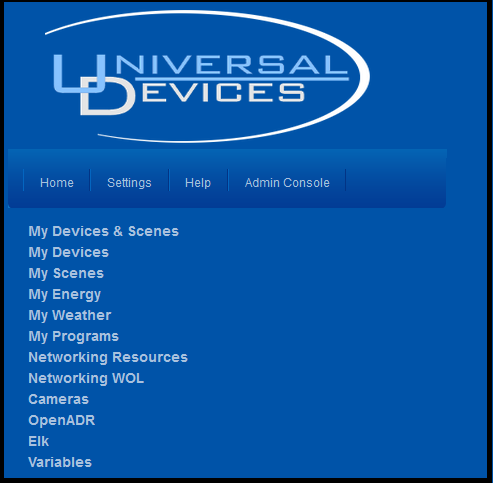 UNIVERSAL
DEVICES
Home Settings Help Admin Console
My Devices & Scenes
My Devices
My Scenes
My Energy
My Weather
My Programs
Networking Resources
Networking WOL
Cameras
OpenADR
Elk
Variables